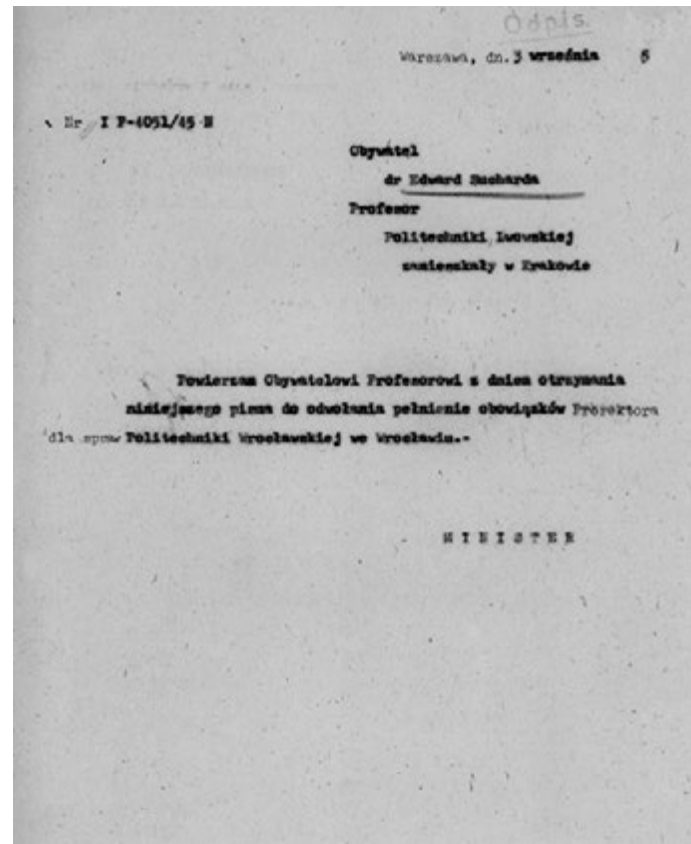 Odpis.
Warszawa, dn. 3 września 5
Nr I P-4051/45 N
Obywatel
dr Edward Sucharda
Profesor
Politechniki Lwowskiej
zamieszkały w Krakowie
Powierzam Obywatelowi Profesorowi z dniem otrzymania
niniejszego pisma do odwołania pełnienie obowiązków Prorektora
dla spraw Politechniki Wrocławskiej we Wrocławiu.-
MINISTER